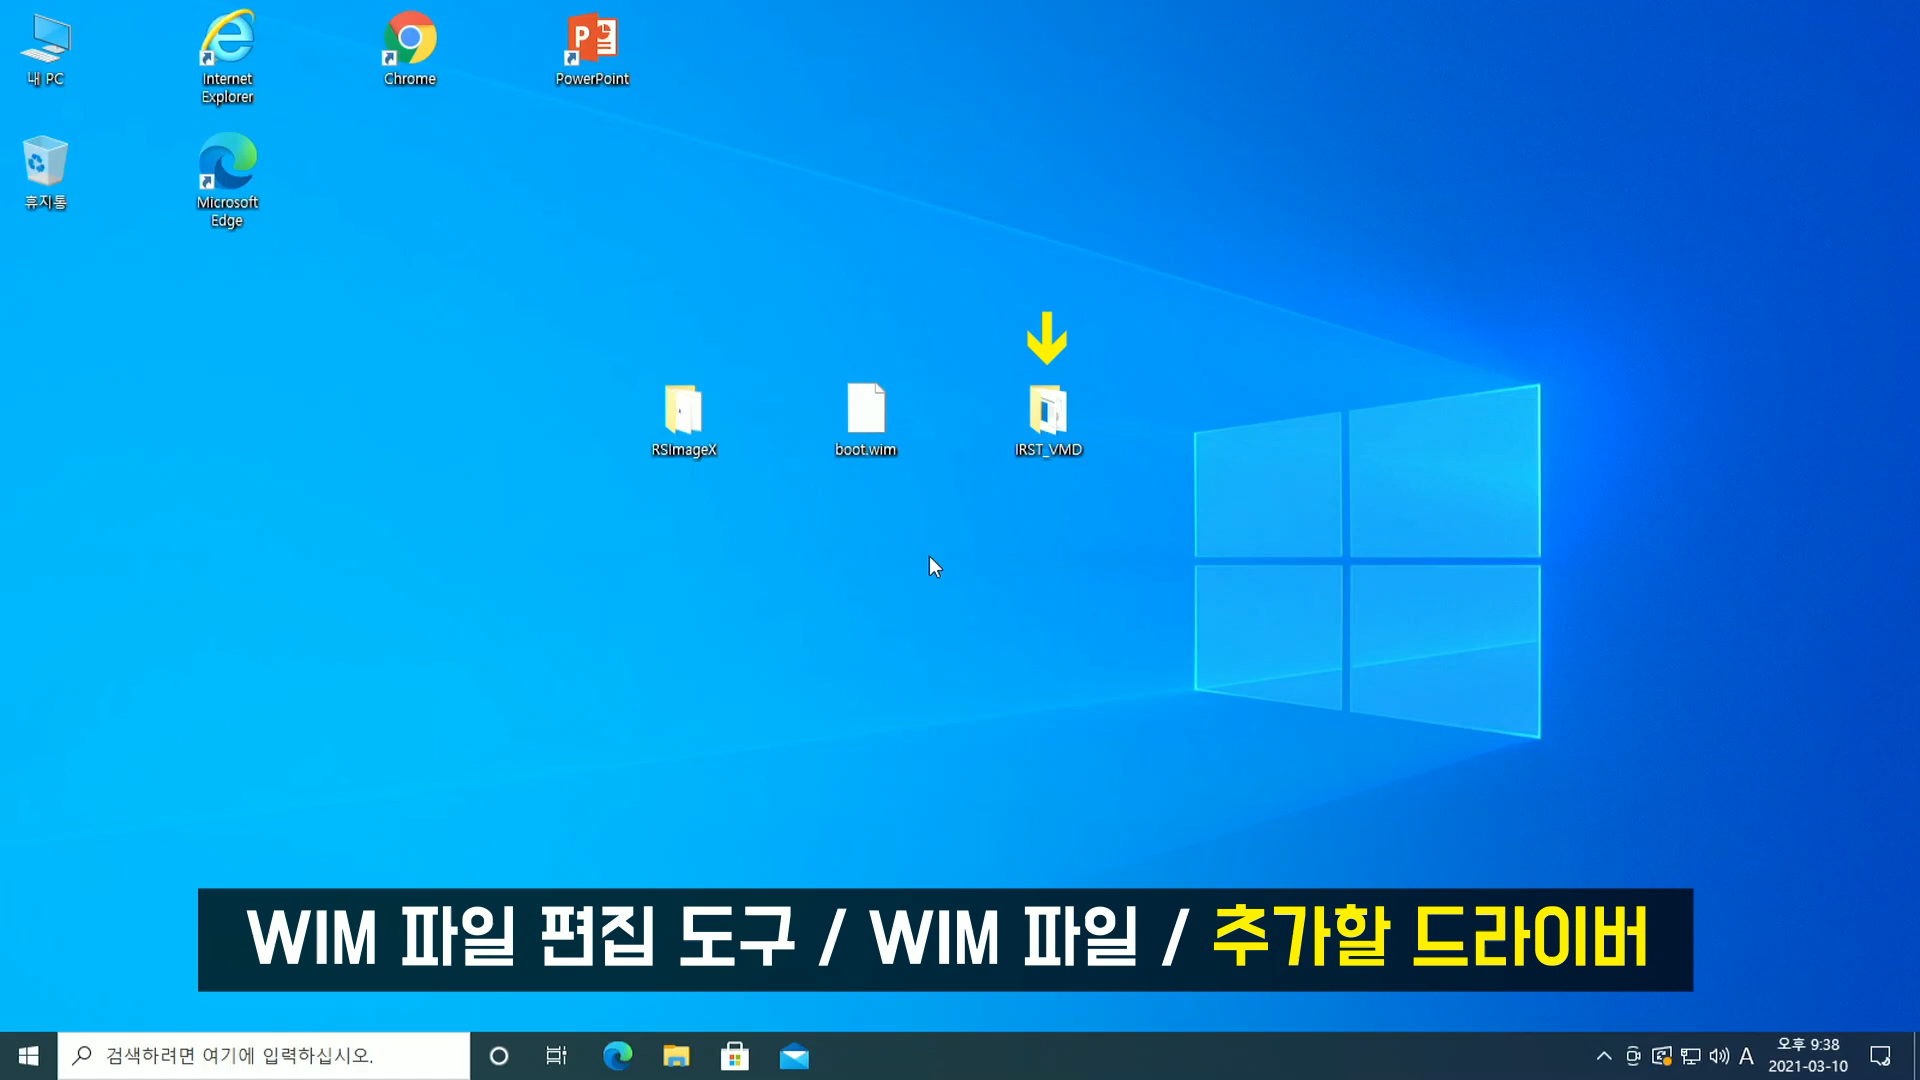 내 PC
Internet
Explorer
Chrome
PowerPoint
휴지통
Microsoft
Edge
RSImageX
boot.wim
IRST_VMD
WIM 파일 편집 도구 / WIM 파일 / 추가할 드라이버
검색하려면 여기에 입력하십시오.
A
오후 9:38
2021-03-10